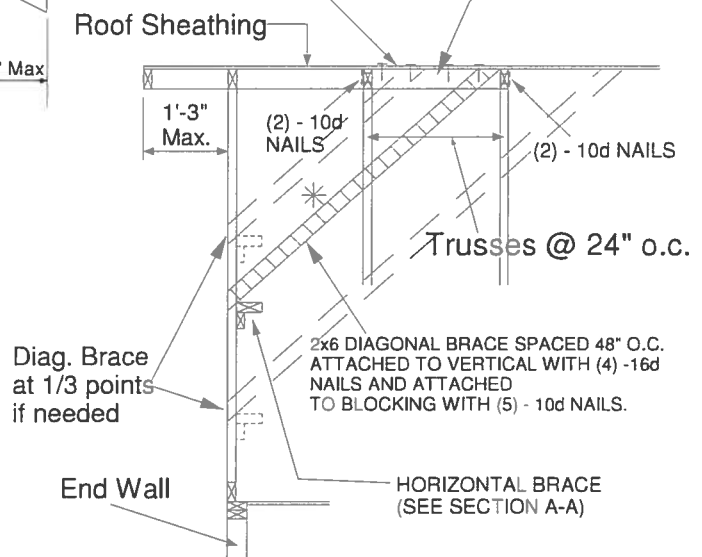 Roof Sheathing
" Max
1'-3"
Max.
(2) - 10d
NAILS
(2) - 10d NAILS
Trusses @ 24" o.c.
2x6 DIAGONAL BRACE SPACED 48" O.C.
ATTACHED TO VERTICAL WITH (4) -16d
NAILS AND ATTACHED
TO BLOCKING WITH (5) - 10d NAILS.
Diag. Brace
at 1/3 points
if needed
End Wall
HORIZONTAL BRACE
(SEE SECTION A-A)